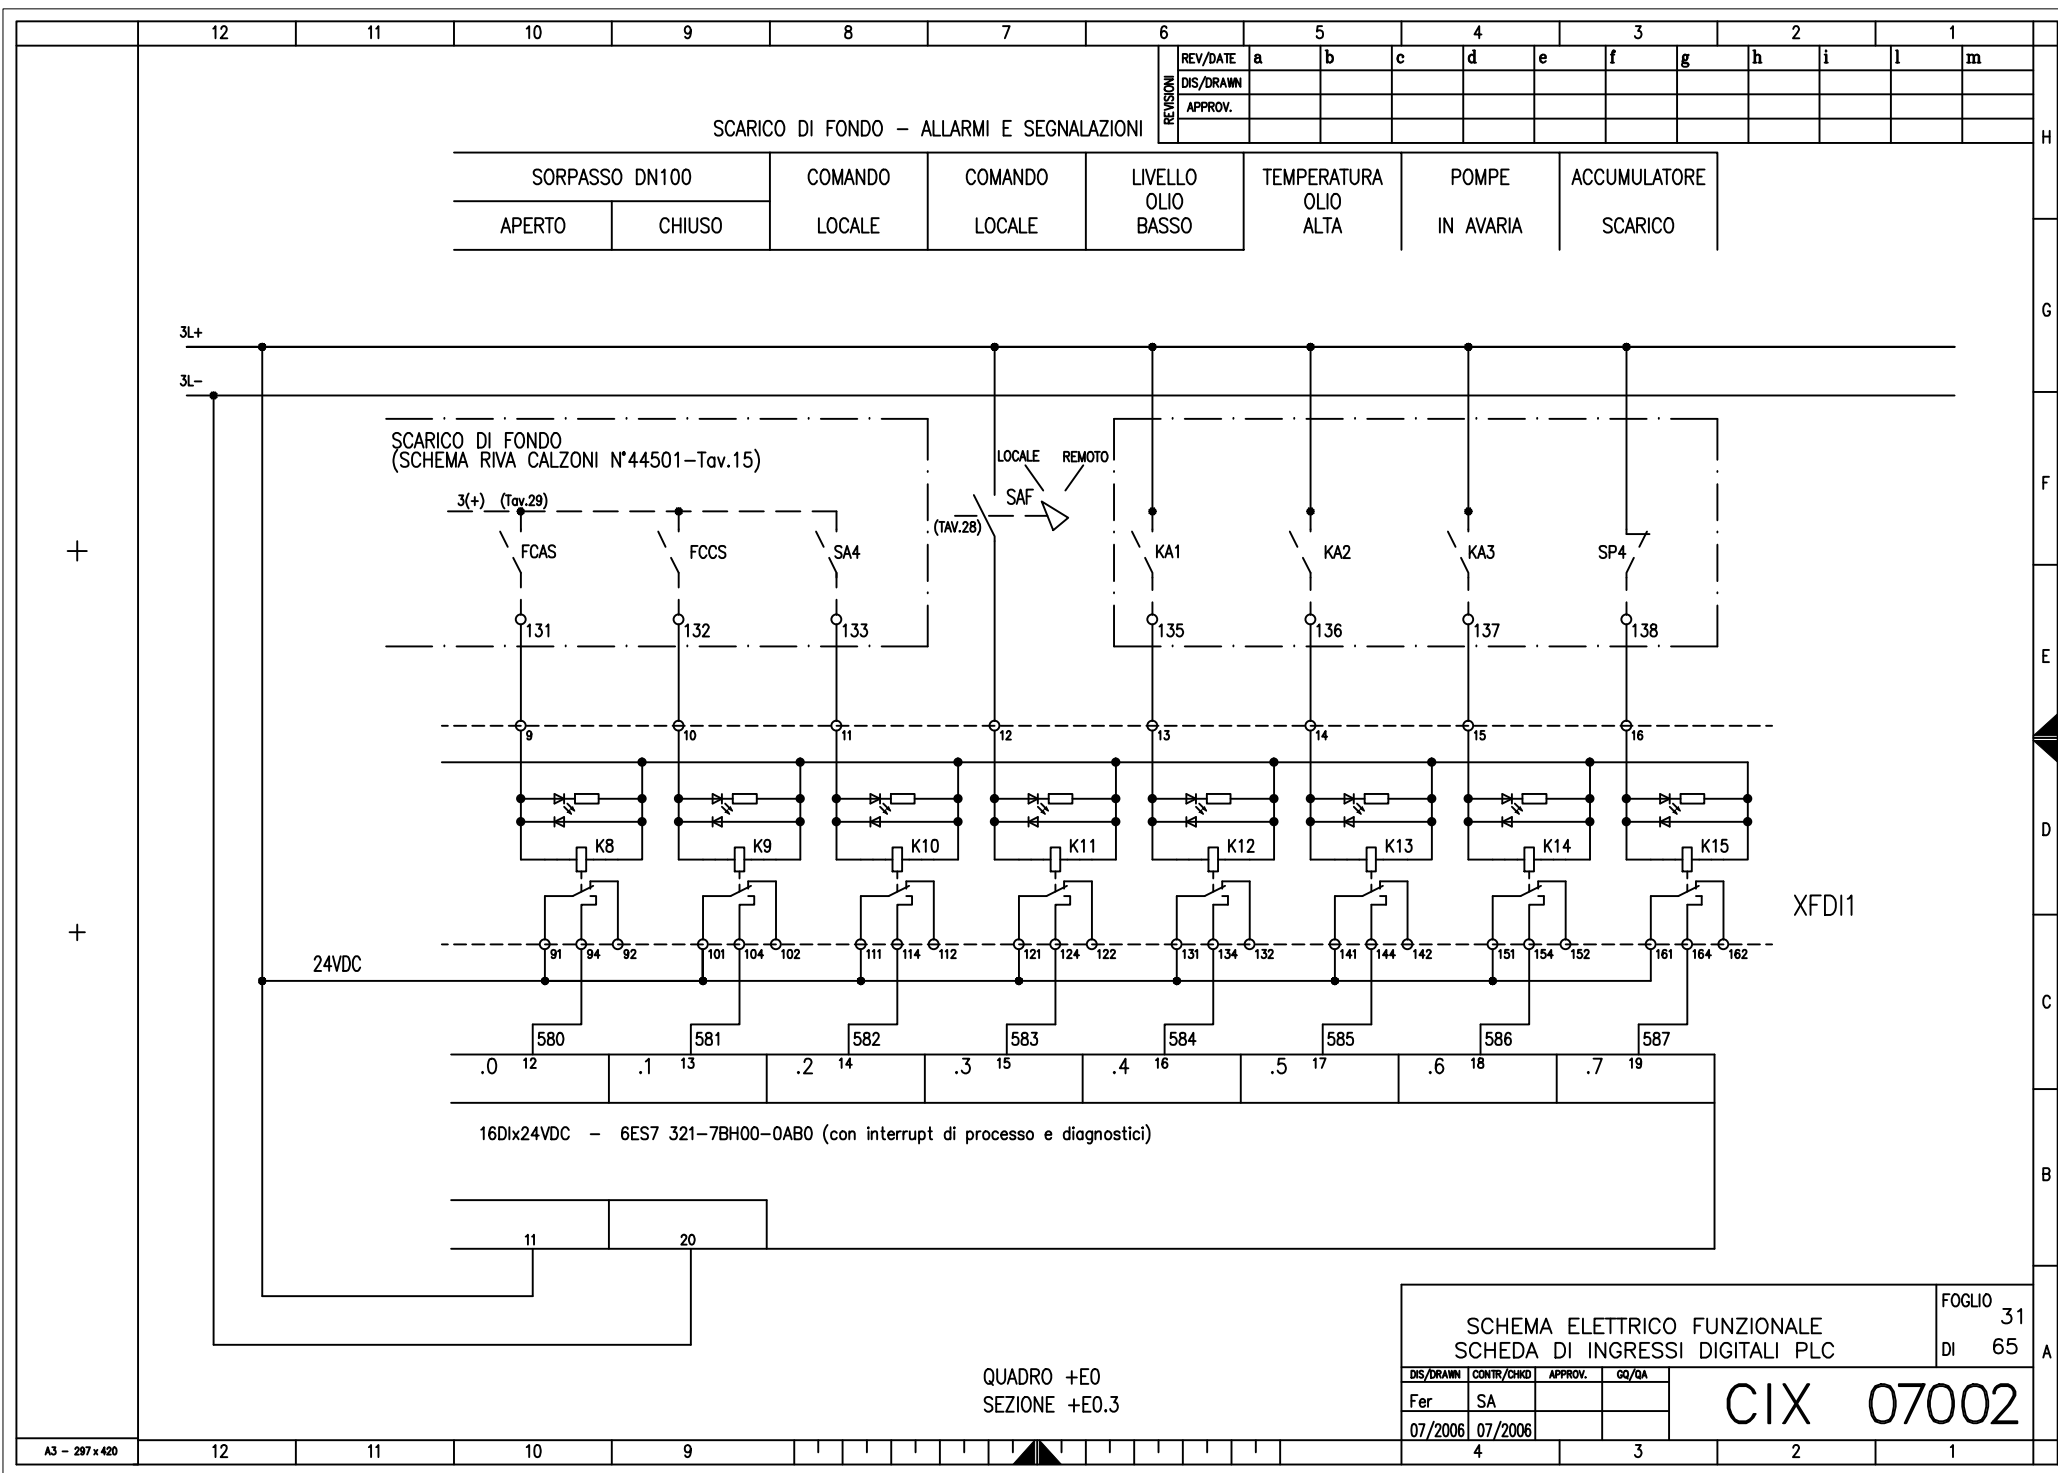 12 11 10 9 8 7 6 5 4 3 2 1
REVISIONI
REV/DATE a b c d e f g h i l m
DIS/DRAWN
APPROV.
SCARICO DI FONDO – ALLARMI E SEGNALAZIONI
SORPASSO DN100
APERTO
CHIUSO
COMANDO
LOCALE
COMANDO
LOCALE
LIVELLO
OLIO
BASSO
TEMPERATURA
OLIO
ALTA
POMPE
IN AVARIA
ACCUMULATORE
SCARICO
H
G
F
E
D
C
B
A
3L+
3L–
SCARICO DI FONDO
(SCHEMA RIVA CALZONI N°44501–Tav.15)
3(+) (Tav.29)
LOCALE REMOTO
SAF
(TAV.28)
FCAS FCCS SA4 KA1 KA2 KA3 SP4
131 132 133 135 136 137 138
9 10 11 12 13 14 15 16
K8 K9 K10 K11 K12 K13 K14 K15
XFDI1
91 94 92 101 104 102 111 114 112 121 124 122 131 134 132 141 144 142 151 154 152 161 164 162
24VDC
580 581 582 583 584 585 586 587
.0 12 .1 13 .2 14 .3 15 .4 16 .5 17 .6 18 .7 19
16DIx24VDC – 6ES7 321–7BH00–0AB0 (con interrupt di processo e diagnostici)
11 20
QUADRO +E0
SEZIONE +E0.3
SCHEMA ELETTRICO FUNZIONALE
SCHEDA DI INGRESSI DIGITALI PLC
FOGLIO 31
DI 65
DIS/DRAWN CONTR/CHKD APPROV. GQ/QA
Fer SA
07/2006 07/2006
CIX 07002
A3 – 297 x 420
12 11 10 9 4 3 2 1